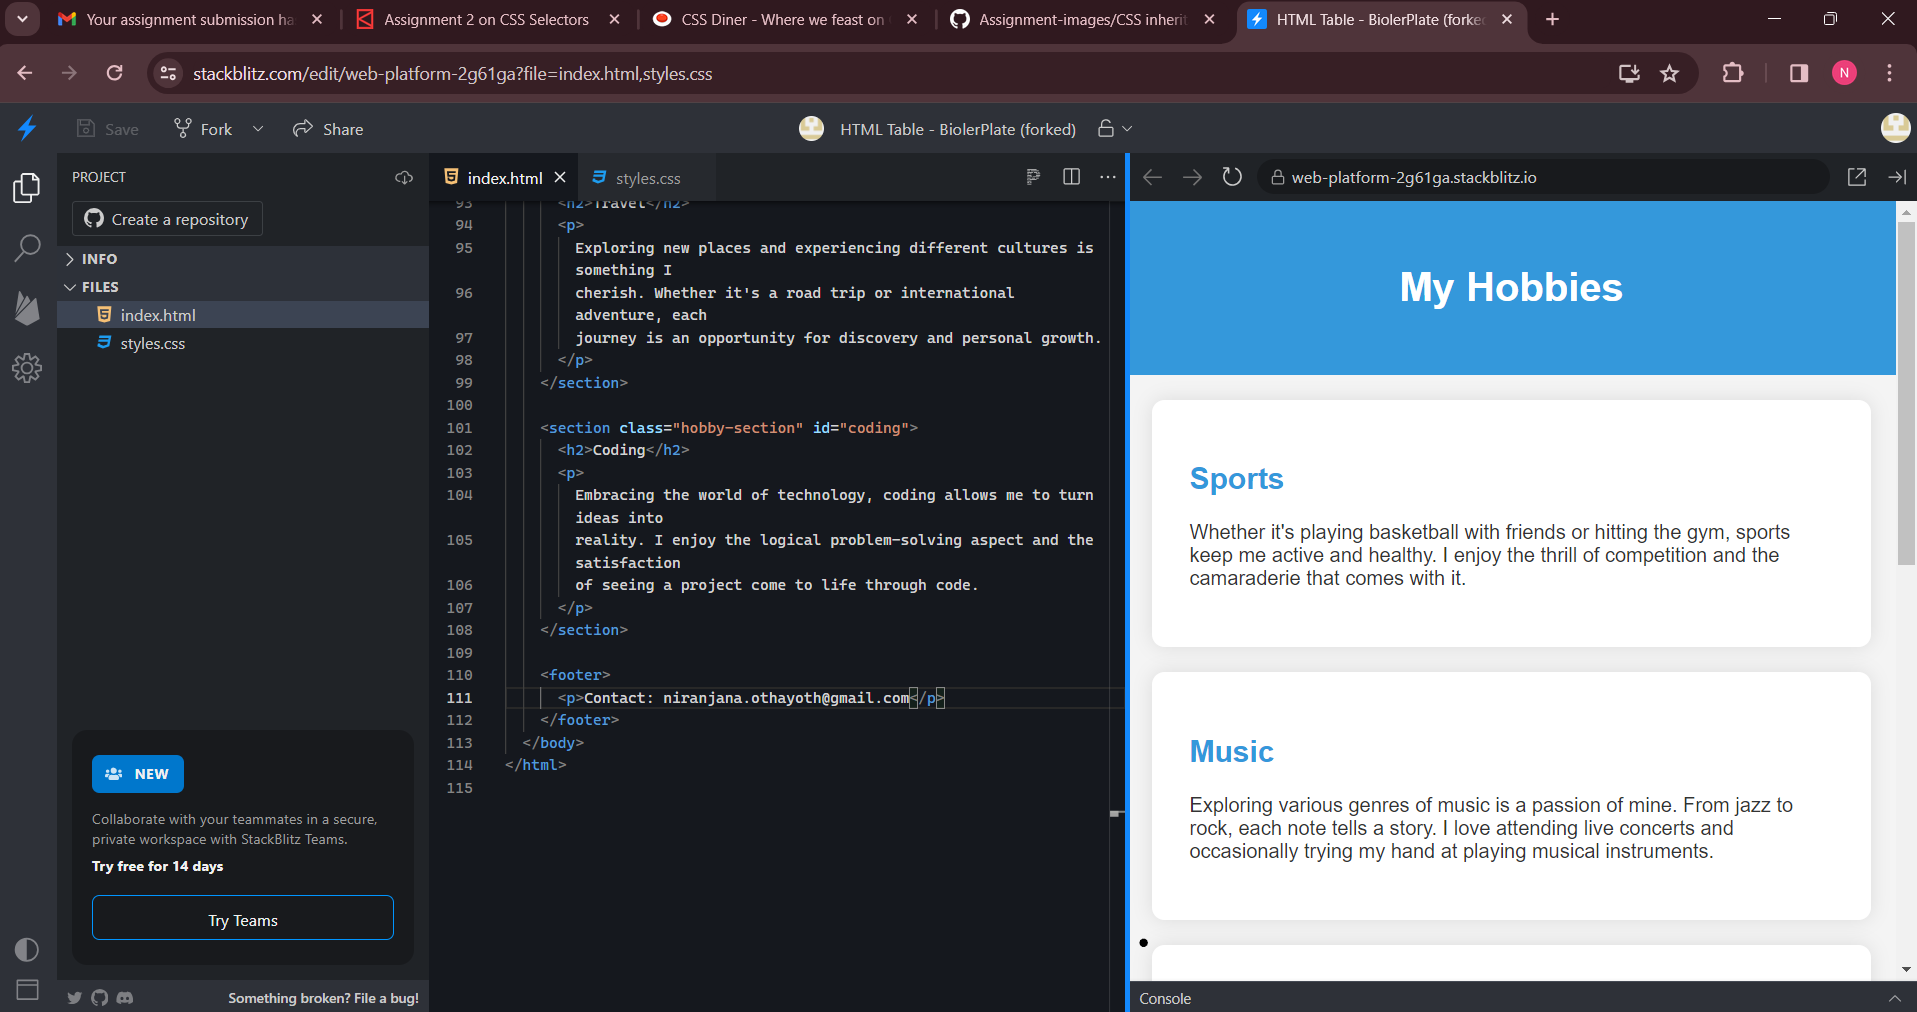 Your assignment submission ha
Assignment 2 on CSS Selectors
CSS Diner - Where we feast on
Assignment-images/CSS inherit
HTML Table - BiolerPlate (forke
stackblitz.com/edit/web-platform-2g61ga?file=index.html,styles.css
N
Save
Fork
Share
HTML Table - BiolerPlate (forked)
PROJECT
Create a repository
INFO
FILES
index.html
styles.css
NEW
Collaborate with your teammates in a secure,
private workspace with StackBlitz Teams.
Try free for 14 days
Try Teams
Something broken? File a bug!
index.html
styles.css
93 <h2>Travel</h2>
94 <p>
95 Exploring new places and experiencing different cultures is
something I
96 cherish. Whether it's a road trip or international
adventure, each
97 journey is an opportunity for discovery and personal growth.
98 </p>
99 </section>
100
101 <section class="hobby-section" id="coding">
102 <h2>Coding</h2>
103 <p>
104 Embracing the world of technology, coding allows me to turn
ideas into
105 reality. I enjoy the logical problem-solving aspect and the
satisfaction
106 of seeing a project come to life through code.
107 </p>
108 </section>
109
110 <footer>
111 <p>Contact: niranjana.othayoth@gmail.com</p>
112 </footer>
113 </body>
114 </html>
115
web-platform-2g61ga.stackblitz.io
My Hobbies
Sports
Whether it's playing basketball with friends or hitting the gym, sports
keep me active and healthy. I enjoy the thrill of competition and the
camaraderie that comes with it.
Music
Exploring various genres of music is a passion of mine. From jazz to
rock, each note tells a story. I love attending live concerts and
occasionally trying my hand at playing musical instruments.
Console